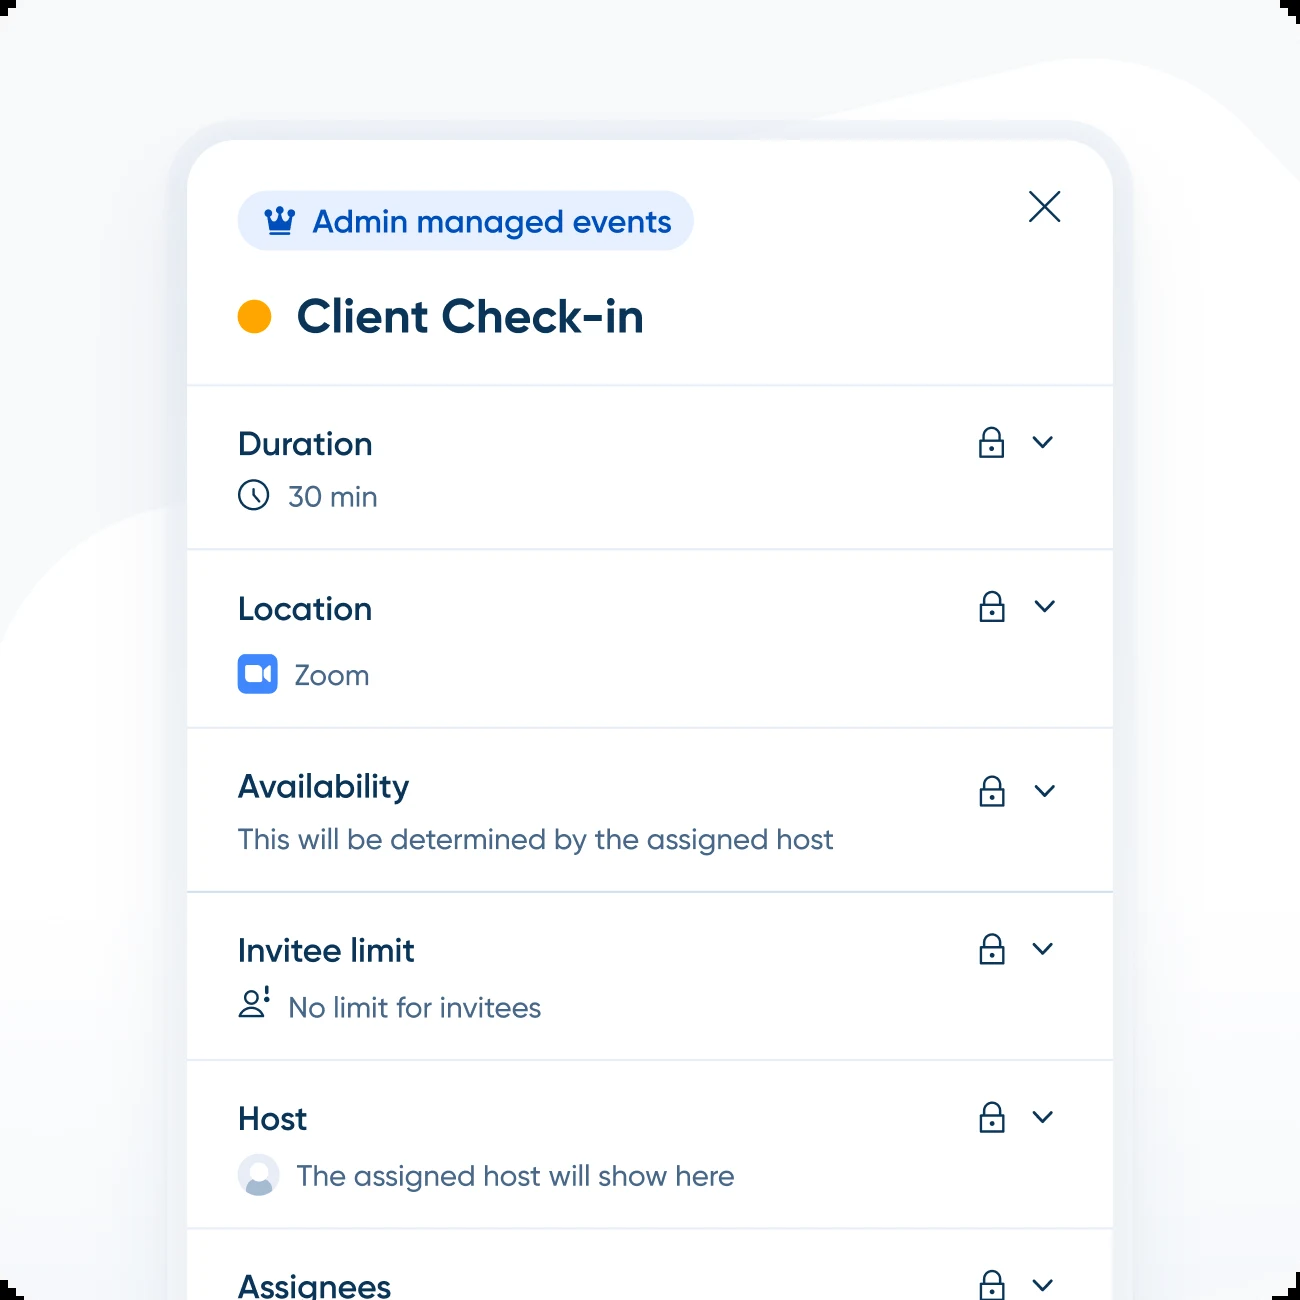 Admin managed events
Client Check-in
Duration
30 min
Location
Zoom
Availability
This will be determined by the assigned host
Invitee limit
No limit for invitees
Host
The assigned host will show here
Assignees